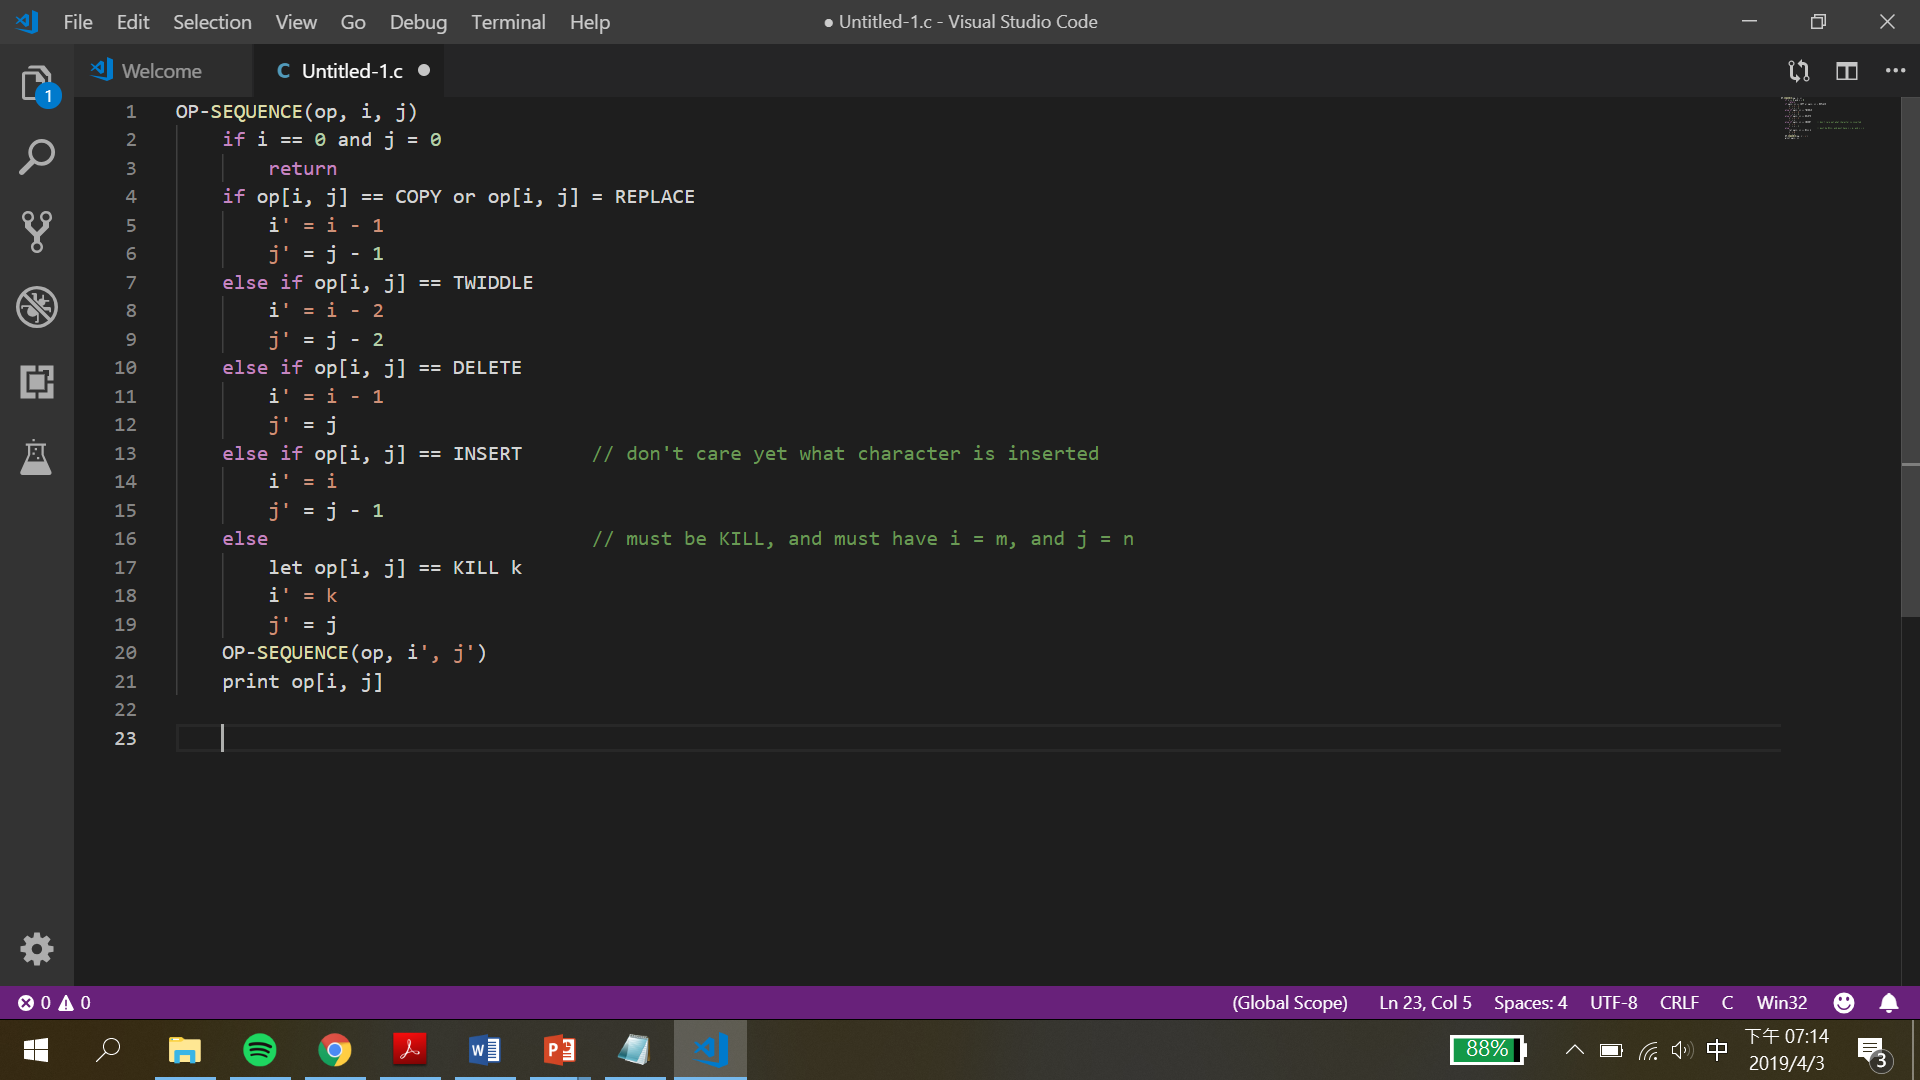 File Edit Selection View Go Debug Terminal Help ● Untitled-1.c - Visual Studio Code
Welcome C Untitled-1.c ●
1
1 OP-SEQUENCE(op, i, j)
2 if i == 0 and j = 0
3 return
4 if op[i, j] == COPY or op[i, j] = REPLACE
5 i' = i - 1
6 j' = j - 1
7 else if op[i, j] == TWIDDLE
8 i' = i - 2
9 j' = j - 2
10 else if op[i, j] == DELETE
11 i' = i - 1
12 j' = j
13 else if op[i, j] == INSERT // don't care yet what character is inserted
14 i' = i
15 j' = j - 1
16 else // must be KILL, and must have i = m, and j = n
17 let op[i, j] == KILL k
18 i' = k
19 j' = j
20 OP-SEQUENCE(op, i', j')
21 print op[i, j]
22
23
0 0 (Global Scope) Ln 23, Col 5 Spaces: 4 UTF-8 CRLF C Win32
88% 中 下午 07:14
2019/4/3 3